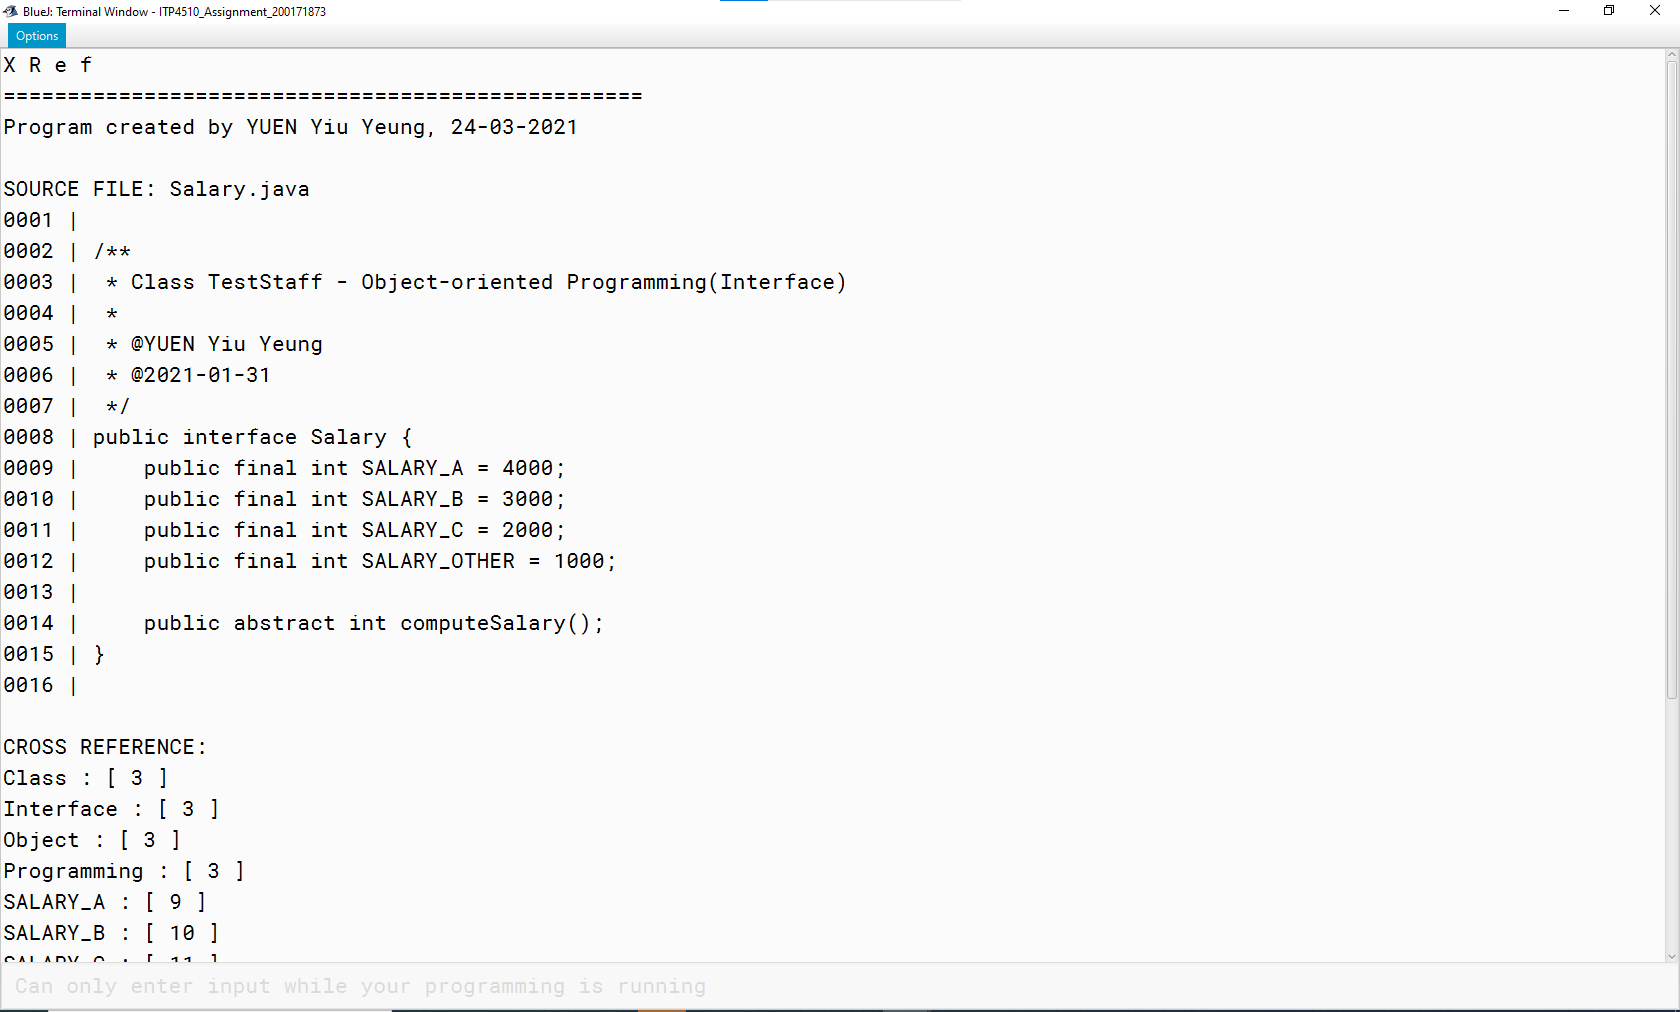 BlueJ: Terminal Window - ITP4510_Assignment_200171873
Options
X R e f
==================================================
Program created by YUEN Yiu Yeung, 24-03-2021

SOURCE FILE: Salary.java
0001 |
0002 | /**
0003 |  * Class TestStaff - Object-oriented Programming(Interface)
0004 |  *
0005 |  * @YUEN Yiu Yeung
0006 |  * @2021-01-31
0007 |  */
0008 | public interface Salary {
0009 |     public final int SALARY_A = 4000;
0010 |     public final int SALARY_B = 3000;
0011 |     public final int SALARY_C = 2000;
0012 |     public final int SALARY_OTHER = 1000;
0013 |
0014 |     public abstract int computeSalary();
0015 | }
0016 |

CROSS REFERENCE:
Class : [ 3 ]
Interface : [ 3 ]
Object : [ 3 ]
Programming : [ 3 ]
SALARY_A : [ 9 ]
SALARY_B : [ 10 ]
SALARY_C : [ 11 ]
Can only enter input while your programming is running